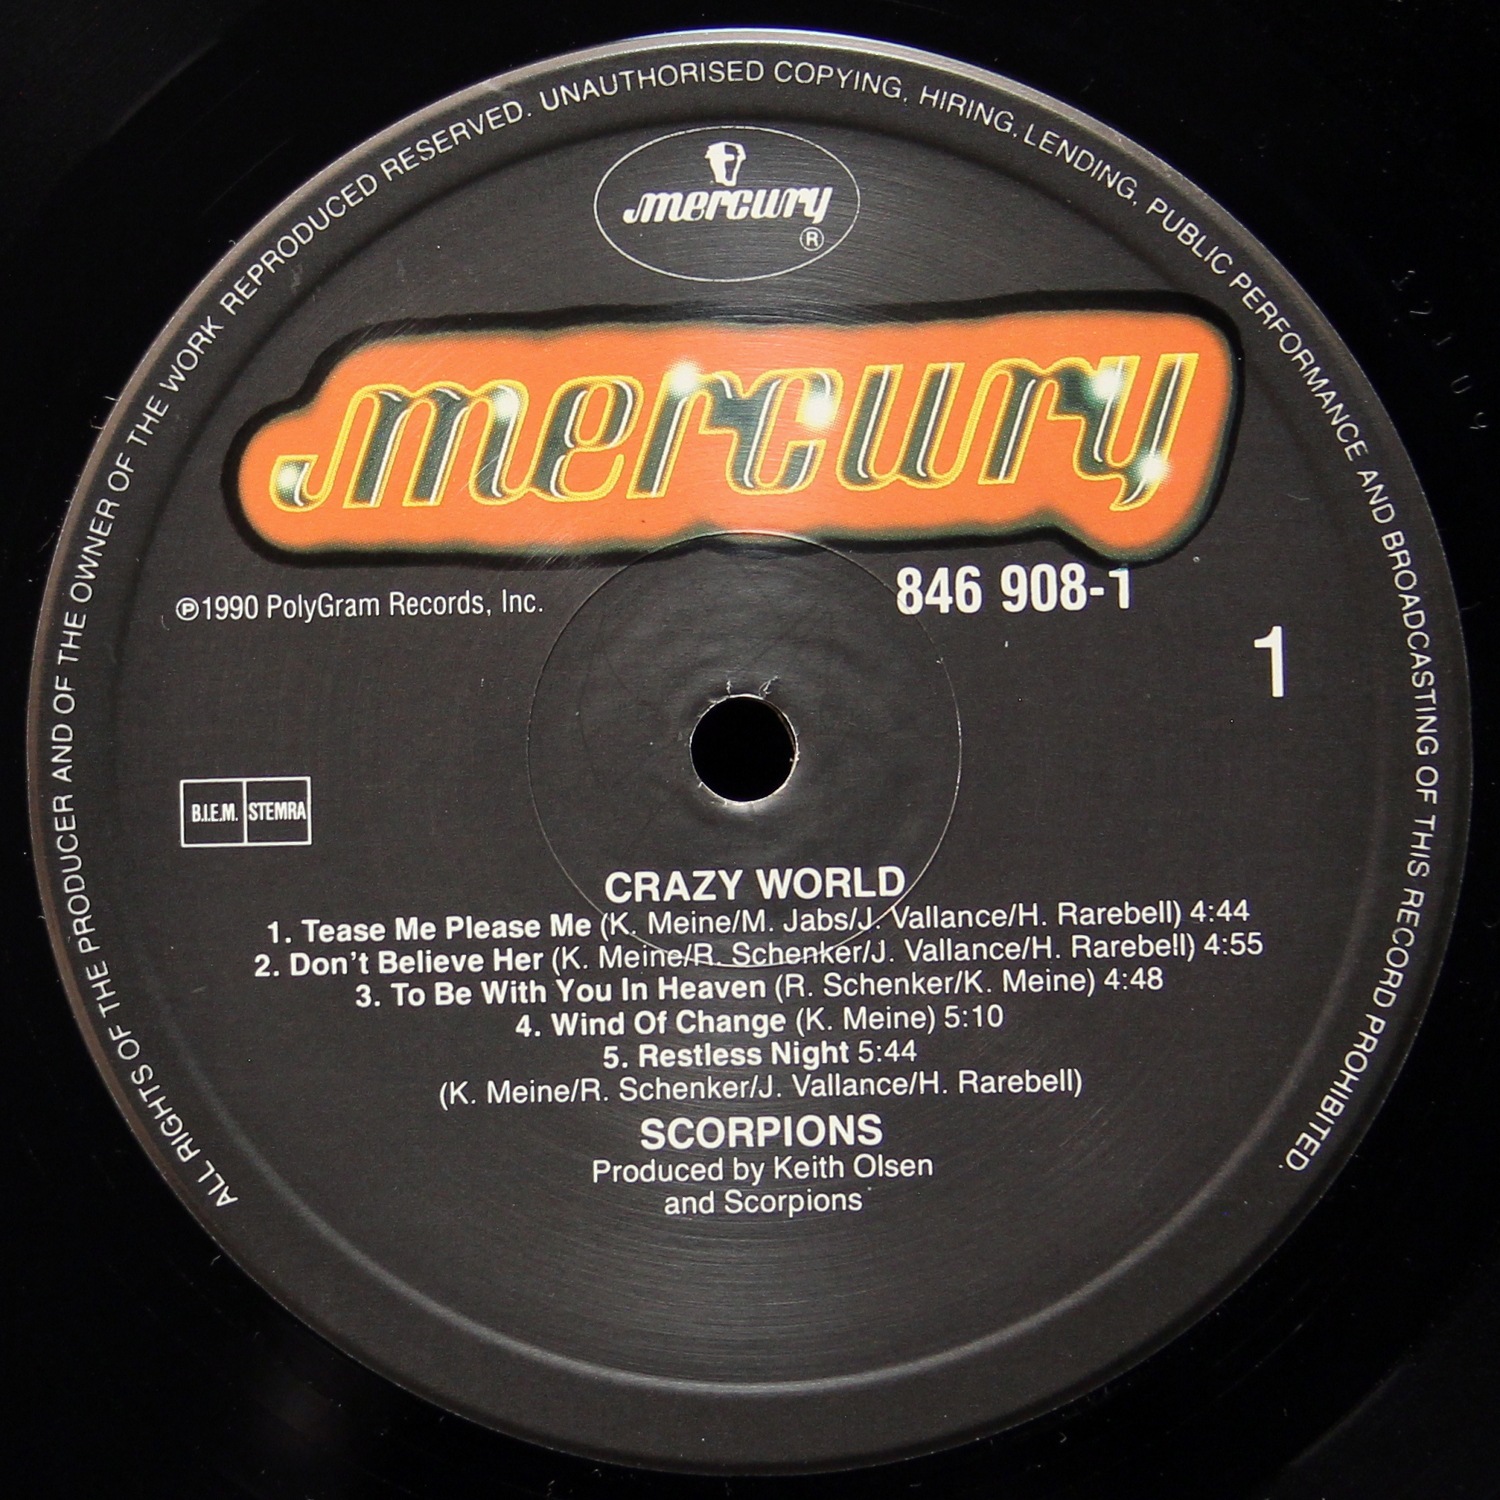 ALL RIGHTS OF THE PRODUCER AND OF THE OWNER OF THE WORK REPRODUCED RESERVED. UNAUTHORISED COPYING, HIRING, LENDING, PUBLIC PERFORMANCE AND BROADCASTING OF THIS RECORD PROHIBITED.
mercury
®
mercury
℗1990 PolyGram Records, Inc.
846 908-1
1
B.I.E.M. STEMRA
CRAZY WORLD
1. Tease Me Please Me (K. Meine/M. Jabs/J. Vallance/H. Rarebell) 4:44
2. Don't Believe Her (K. Meine/R. Schenker/J. Vallance/H. Rarebell) 4:55
3. To Be With You In Heaven (R. Schenker/K. Meine) 4:48
4. Wind Of Change (K. Meine) 5:10
5. Restless Night 5:44
(K. Meine/R. Schenker/J. Vallance/H. Rarebell)
SCORPIONS
Produced by Keith Olsen
and Scorpions